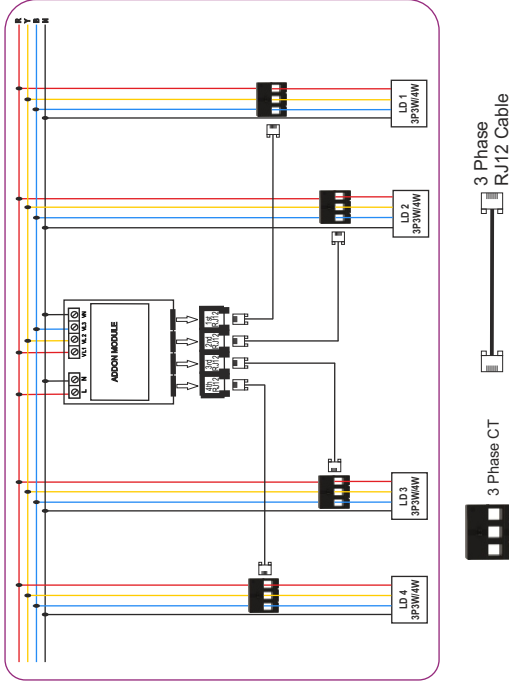 R
Y
B
N
LD 1
3P3W/4W
LD 2
3P3W/4W
L N VL1 VL2 VL3 VN
ADDON MODULE
4th
RJ12
3rd
RJ12
2nd
RJ12
1st
RJ12
LD 3
3P3W/4W
LD 4
3P3W/4W
3 Phase CT
3 Phase
RJ12 Cable